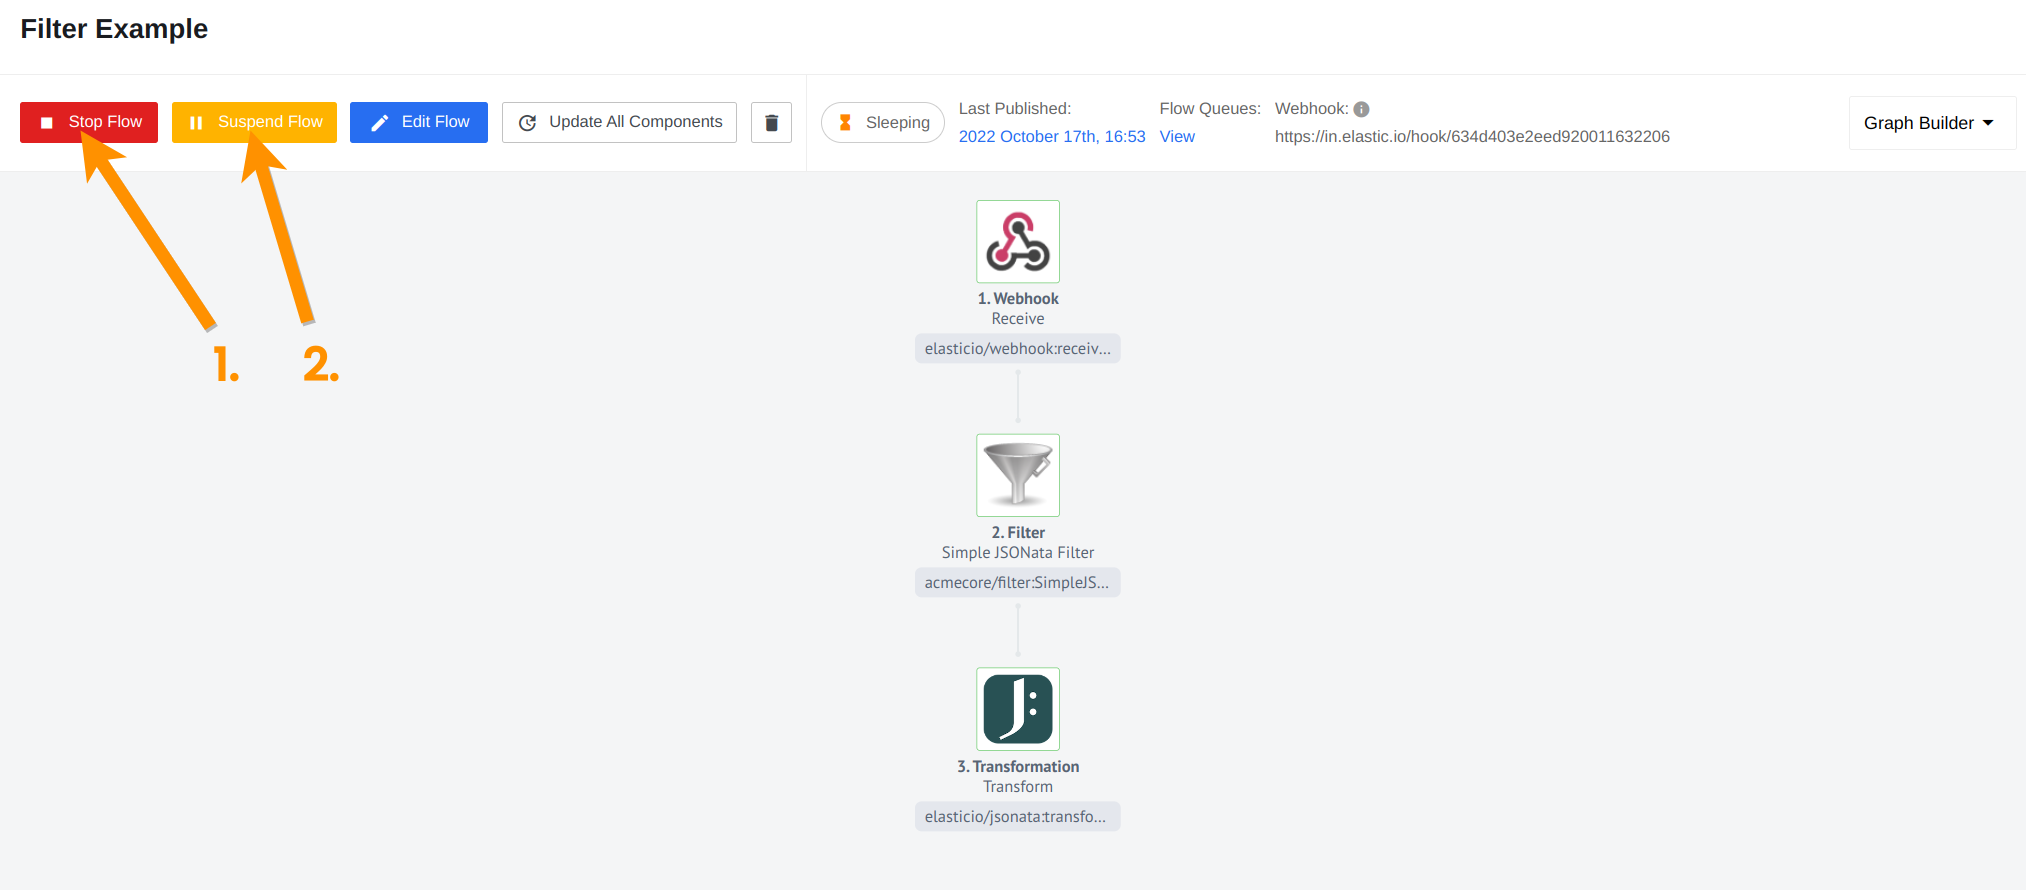 Filter Example
Stop Flow
Suspend Flow
Edit Flow
Update All Components
Sleeping
Last Published:
2022 October 17th, 16:53
Flow Queues:
View
Webhook:
https://in.elastic.io/hook/634d403e2eed920011632206
Graph Builder
1.
2.
1. Webhook
Receive
elasticio/webhook:receiv...
2. Filter
Simple JSONata Filter
acmecore/filter:SimpleJS...
J:
3. Transformation
Transform
elasticio/jsonata:transfo...